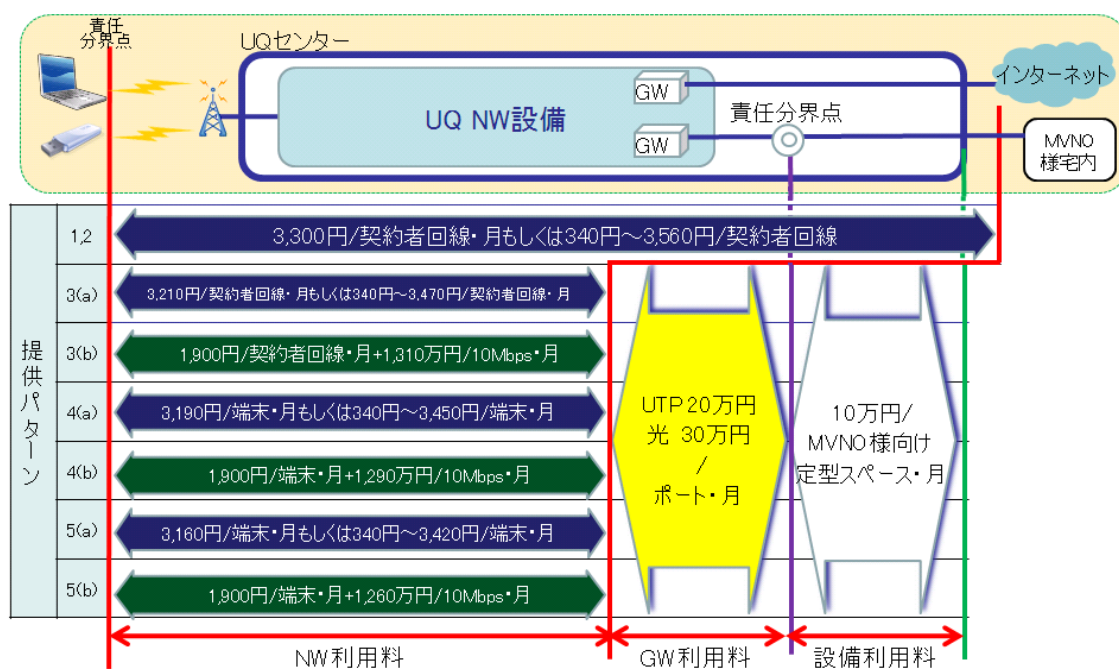 責任
分界点
UQセンター
GW
インターネット
UQ NW設備
責任分界点
GW
MVNO
様宅内
提供パターン
1,2
3,300円/契約者回線・月もしくは340円～3,560円/契約者回線
3(a)
3,210円/契約者回線・月もしくは340円～3,470円/契約者回線・月
3(b)
1,900円/契約者回線・月+1,310万円/10Mbps・月
4(a)
3,190円/端末・月もしくは340円～3,450円/端末・月
4(b)
1,900円/端末・月+1,290万円/10Mbps・月
5(a)
3,160円/端末・月もしくは340円～3,420円/端末・月
5(b)
1,900円/端末・月+1,260万円/10Mbps・月
UTP 20万円
光 30万円
/
ポート・月
10万円/
MVNO様向け
定型スペース・月
NW利用料
GW利用料
設備利用料